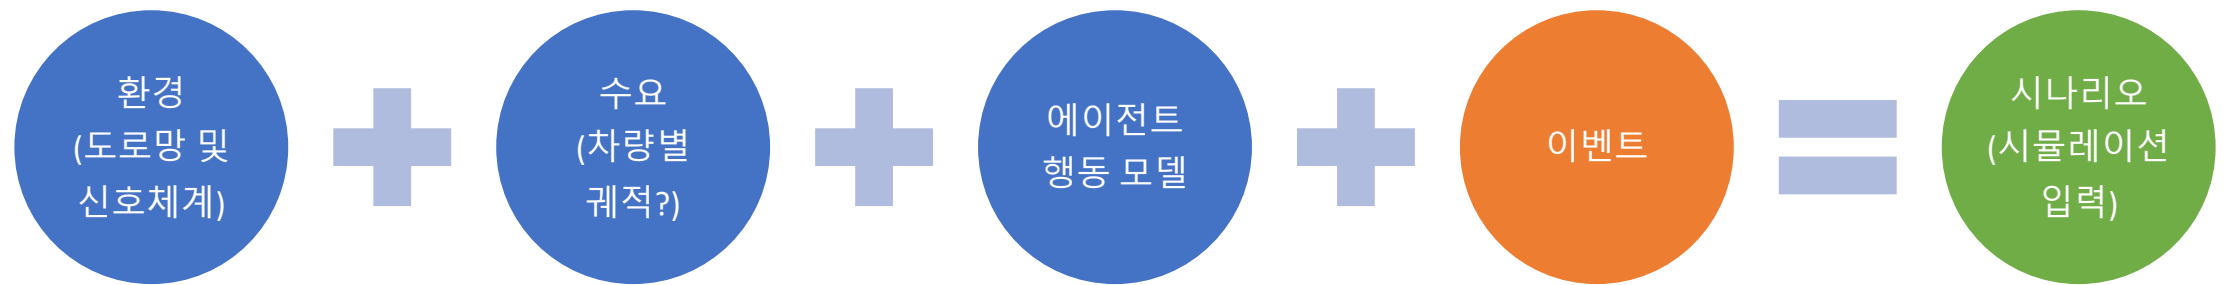 환경
(도로망 및
신호체계)
수요
(차량별
궤적?)
에이전트
행동 모델
이벤트
시나리오
(시뮬레이션
입력)